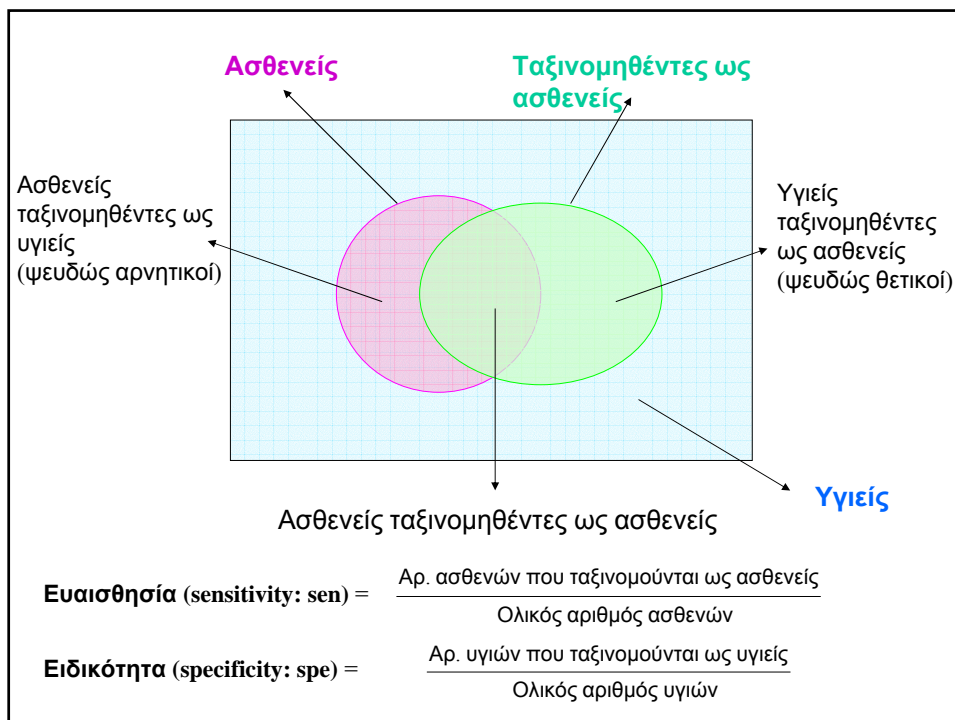 Ασθενείς
Ταξινομηθέντες ως
ασθενείς
Ασθενείς
ταξινομηθέντες ως
υγιείς
(ψευδώς αρνητικοί)
Υγιείς
ταξινομηθέντες
ως ασθενείς
(ψευδώς θετικοί)
Υγιείς
Ασθενείς ταξινομηθέντες ως ασθενείς
Ευαισθησία (sensitivity: sen) =
Αρ. ασθενών που ταξινομούνται ως ασθενείς
Ολικός αριθμός ασθενών
Ειδικότητα (specificity: spe) =
Αρ. υγιών που ταξινομούνται ως υγιείς
Ολικός αριθμός υγιών